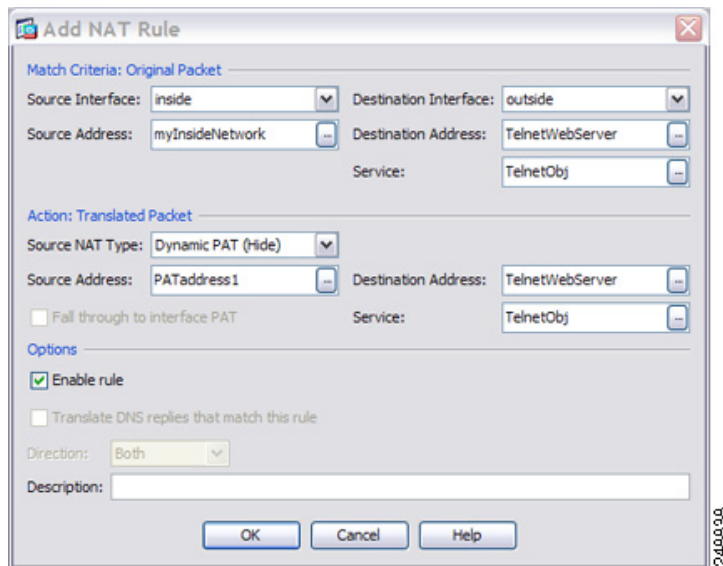 Add NAT Rule
Match Criteria: Original Packet
Source Interface: inside Destination Interface: outside
Source Address: myInsideNetwork ... Destination Address: TelnetWebServer ...
Service: TelnetObj ...
Action: Translated Packet
Source NAT Type: Dynamic PAT (Hide)
Source Address: PATaddress1 ... Destination Address: TelnetWebServer ...
Fall through to interface PAT Service: TelnetObj ...
Options
Enable rule
Translate DNS replies that match this rule
Direction: Both
Description:
OK Cancel Help
248839